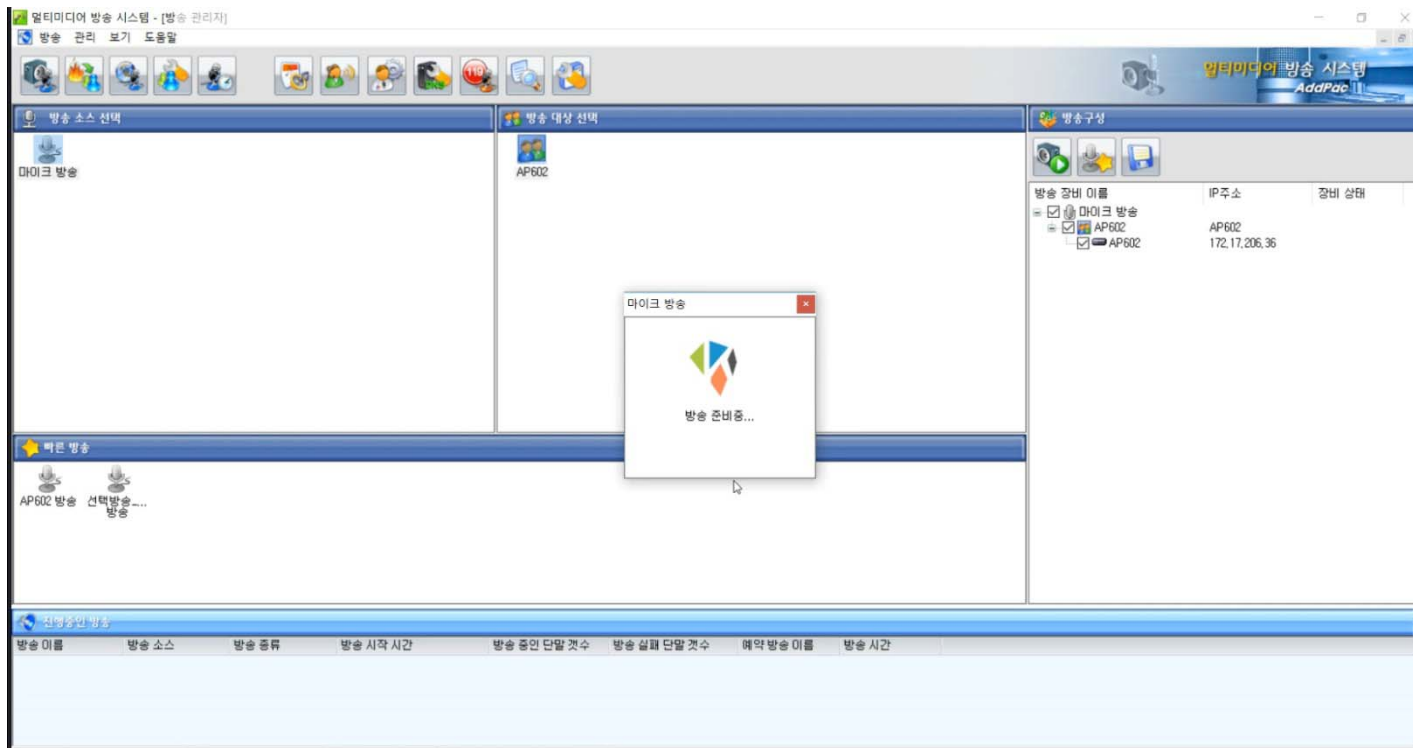 멀티미디어 방송 시스템 - [방송 관리자]
방송 관리 보기 도움말
멀티미디어 방송 시스템
AddPac
방송 소스 선택
마이크 방송
방송 대상 선택
AP602
방송구성
방송 장비 이름 IP주소 장비 상태
마이크 방송
AP602 AP602
AP602 172,17,206,36
마이크 방송
방송 준비중...
빠른 방송
AP602 방송 선택방송_...
방송
진행중인 방송
방송 이름 방송 소스 방송 종류 방송 시작 시간 방송 중인 단말 갯수 방송 실패 단말 갯수 예약 방송 이름 방송 시간